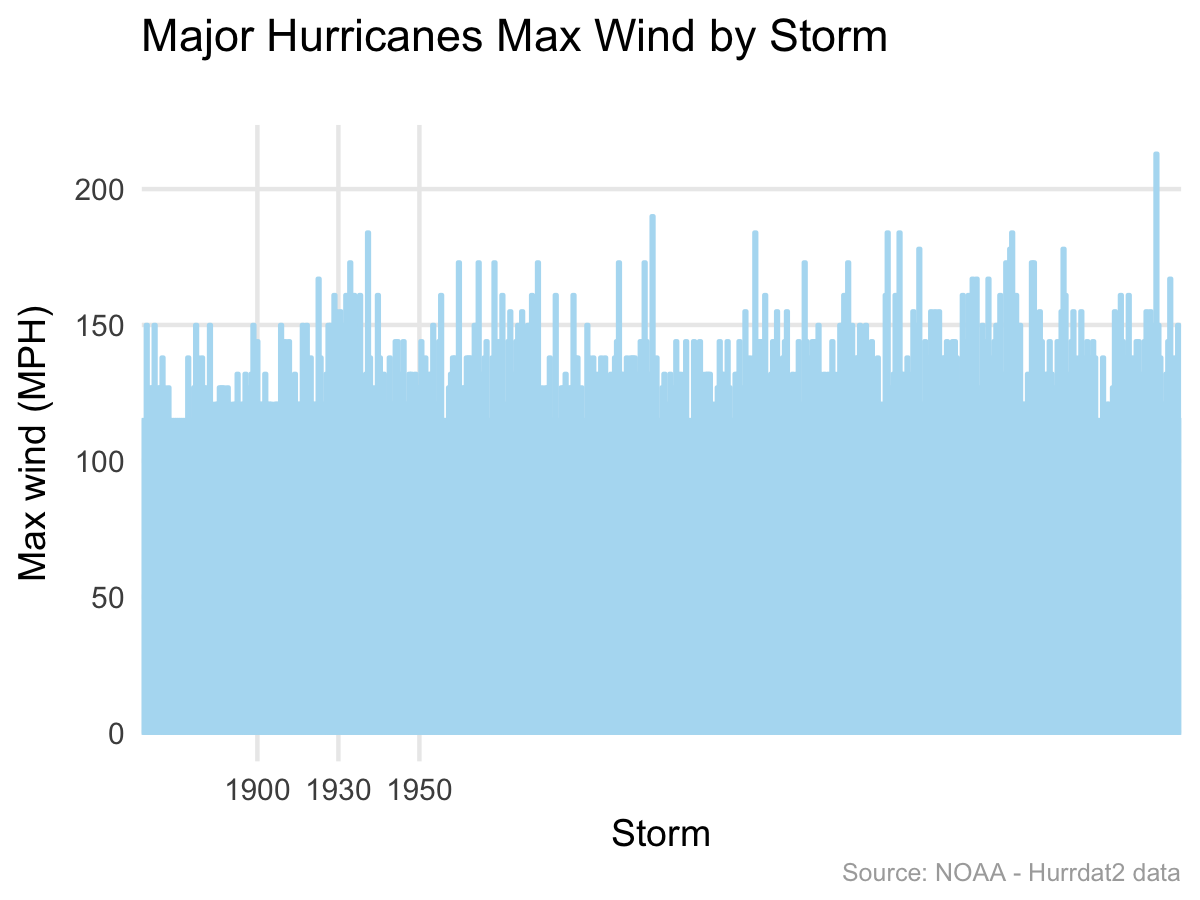 Major Hurricanes Max Wind by Storm
200
150
100
50
0
Max wind (MPH)
1900 1930 1950
Storm
Source: NOAA - Hurrdat2 data